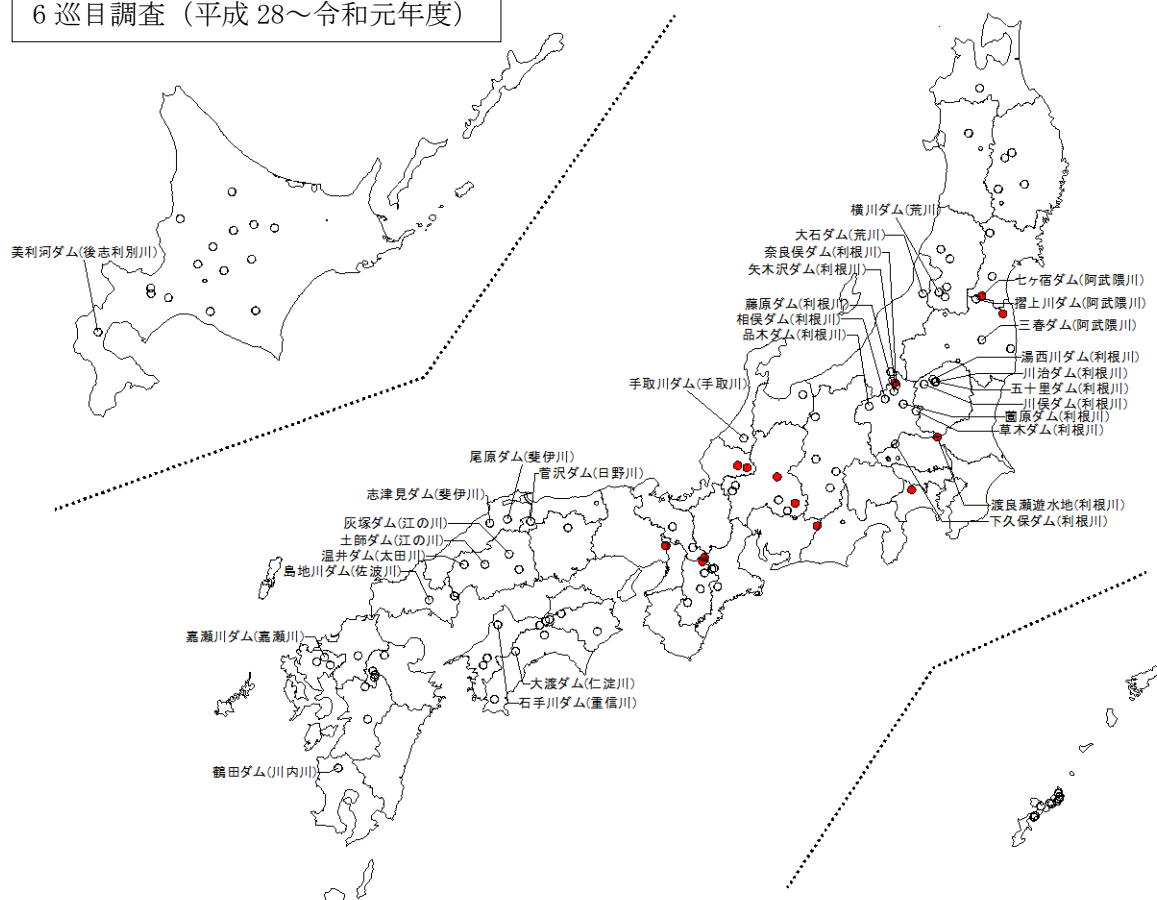 6 巡目調査（平成 28～令和元年度）
横川ダム(荒川)
大石ダム(荒川)
奈良俣ダム(利根川)
美利河ダム(後志利別川)
矢木沢ダム(利根川)
七ヶ宿ダム(阿武隈川)
藤原ダム(利根川)
摺上川ダム(阿武隈川)
相俣ダム(利根川)
三春ダム(阿武隈川)
品木ダム(利根川)
湯西川ダム(利根川)
川治ダム(利根川)
手取川ダム(手取川)
五十里ダム(利根川)
川俣ダム(利根川)
薗原ダム(利根川)
草木ダム(利根川)
尾原ダム(斐伊川)
菅沢ダム(日野川)
志津見ダム(斐伊川)
渡良瀬遊水地(利根川)
灰塚ダム(江の川)
下久保ダム(利根川)
土師ダム(江の川)
温井ダム(太田川)
島地川ダム(佐波川)
嘉瀬川ダム(嘉瀬川)
大渡ダム(仁淀川)
石手川ダム(重信川)
鶴田ダム(川内川)